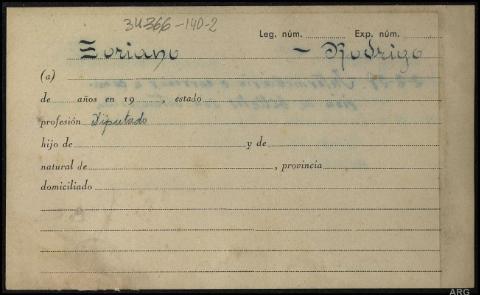 3U366-140-2
Leg. núm. Exp. núm.
Soriano - Rodrigo
(a)
de años en 19 , estado
profesión Diputado
hijo de y de
natural de , provincia
domiciliado
ARG